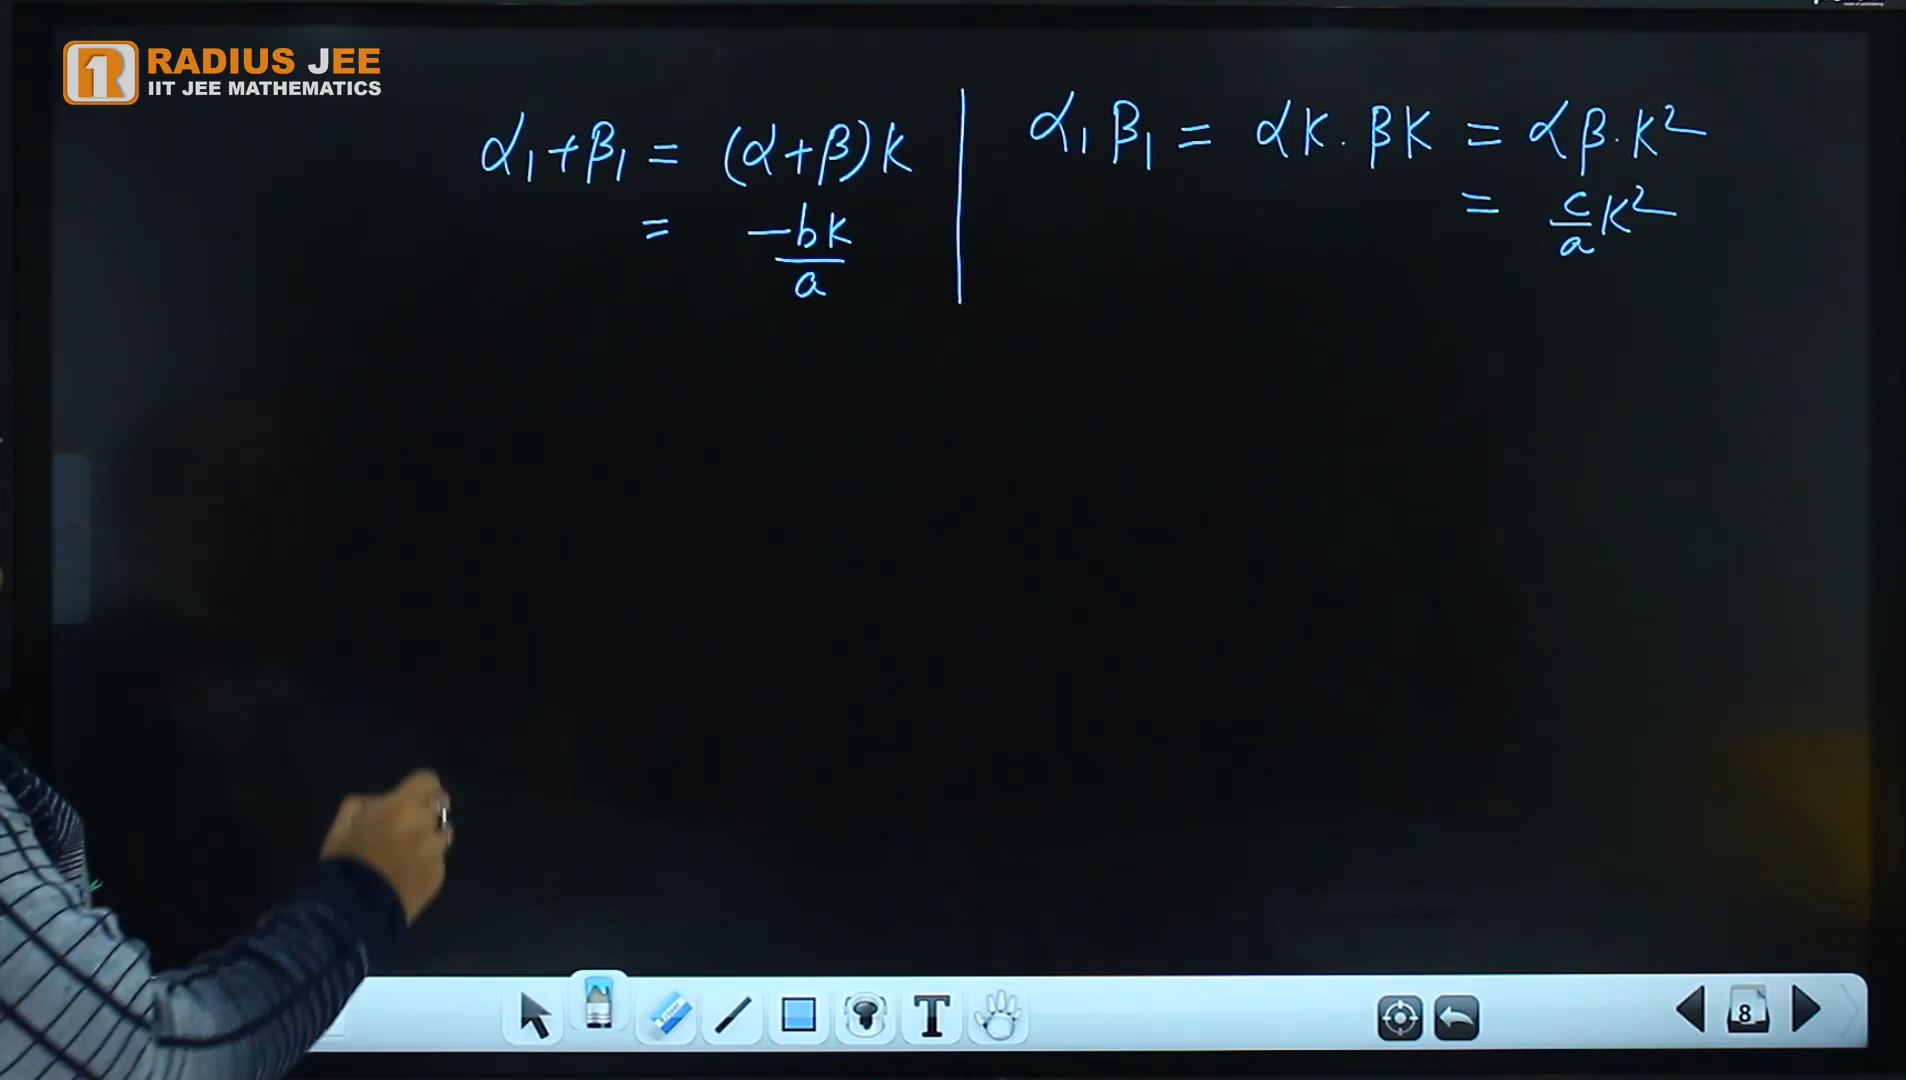 RADIUS JEE
IIT JEE MATHEMATICS
α₁+β₁ = (α+β)k
= -bk/a
α₁β₁ = αk.βk = αβ.k²
= c/a k²
T
8